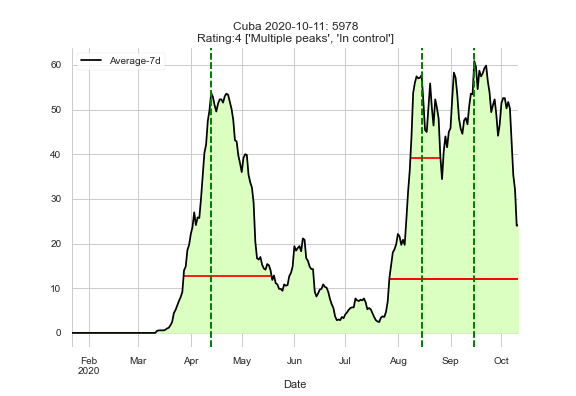 Cuba 2020-10-11: 5978
Rating:4 ['Multiple peaks', 'In control']
Average-7d
60
50
40
30
20
10
0
Feb
2020
Mar
Apr
May
Jun
Jul
Aug
Sep
Oct
Date